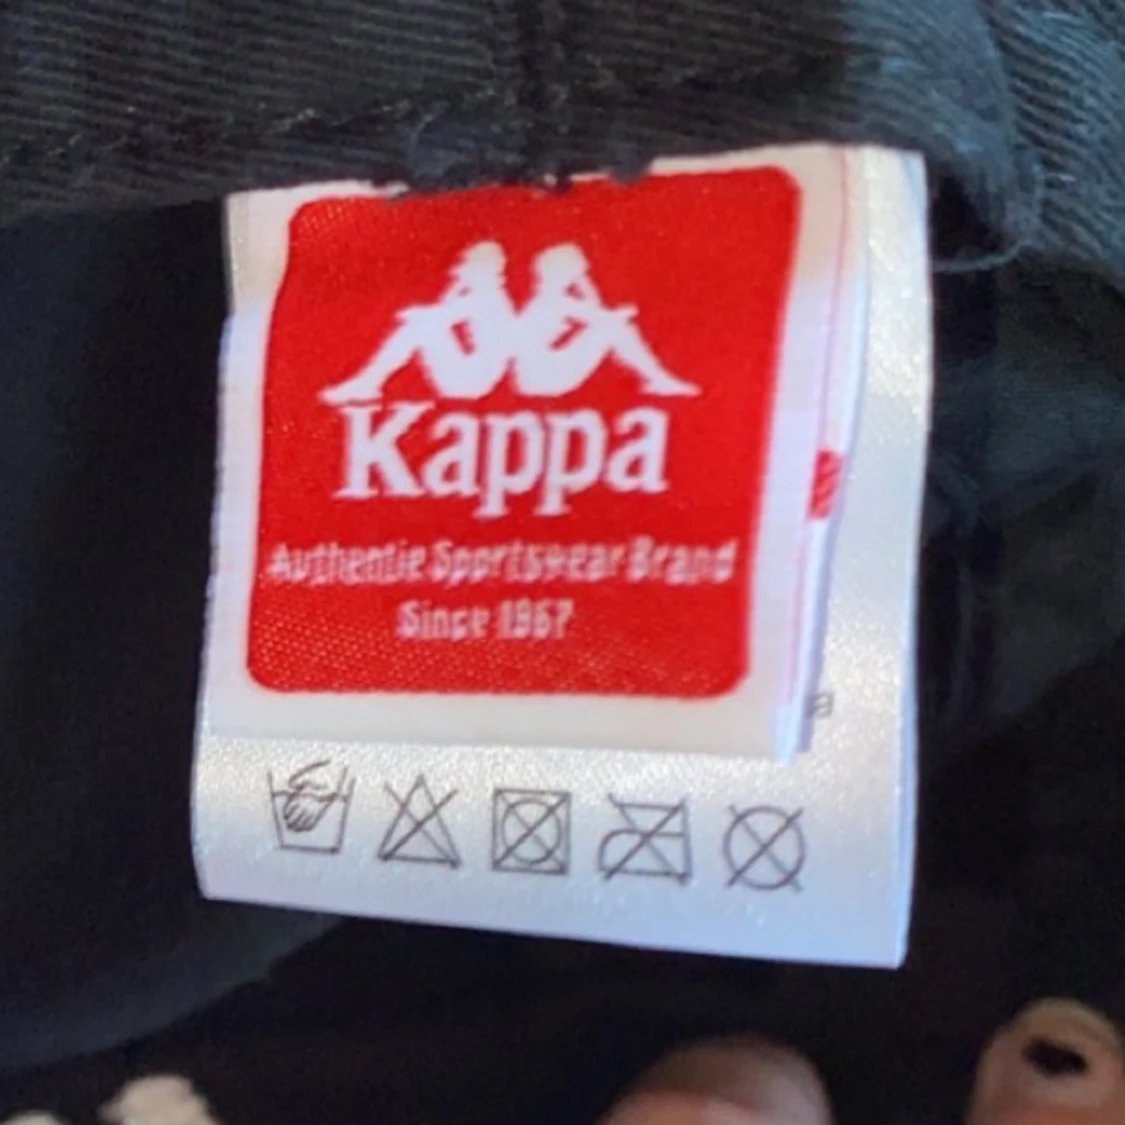 Kappa
Authentic Sportswear Brand
Since 1967